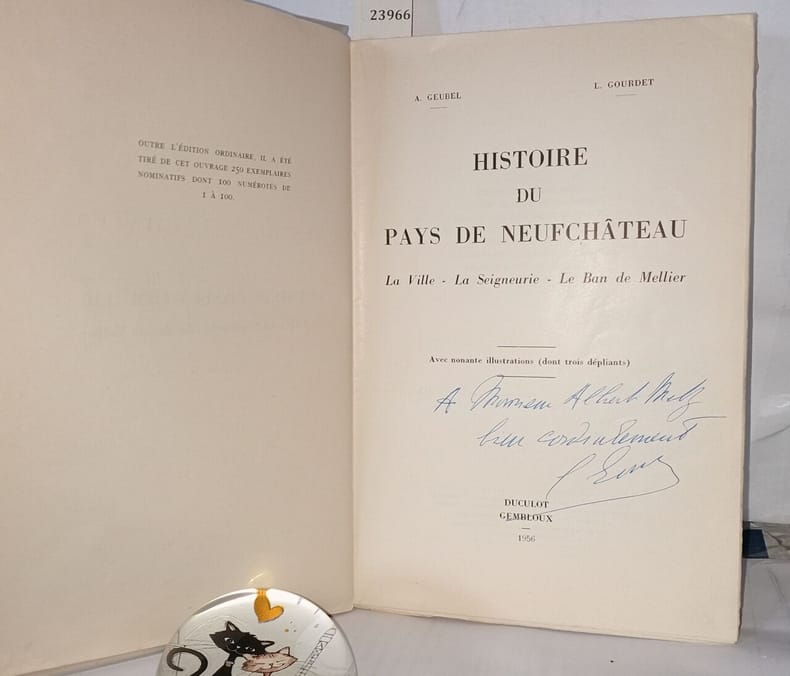 23966
OUTRE L'ÉDITION ORDINAIRE, IL A ÉTÉ
TIRÉ DE CET OUVRAGE 250 EXEMPLAIRES
NOMINATIFS DONT 100 NUMÉROTÉS DE
1 À 100.
A. GEUBEL
L. GOURDET
HISTOIRE
DU
PAYS DE NEUFCHÂTEAU
La Ville - La Seigneurie - Le Ban de Mellier
Avec nonante illustrations (dont trois dépliants)
A Monsieur Albert
bien cordialement
DUCULOT
GEMBLOUX
1956